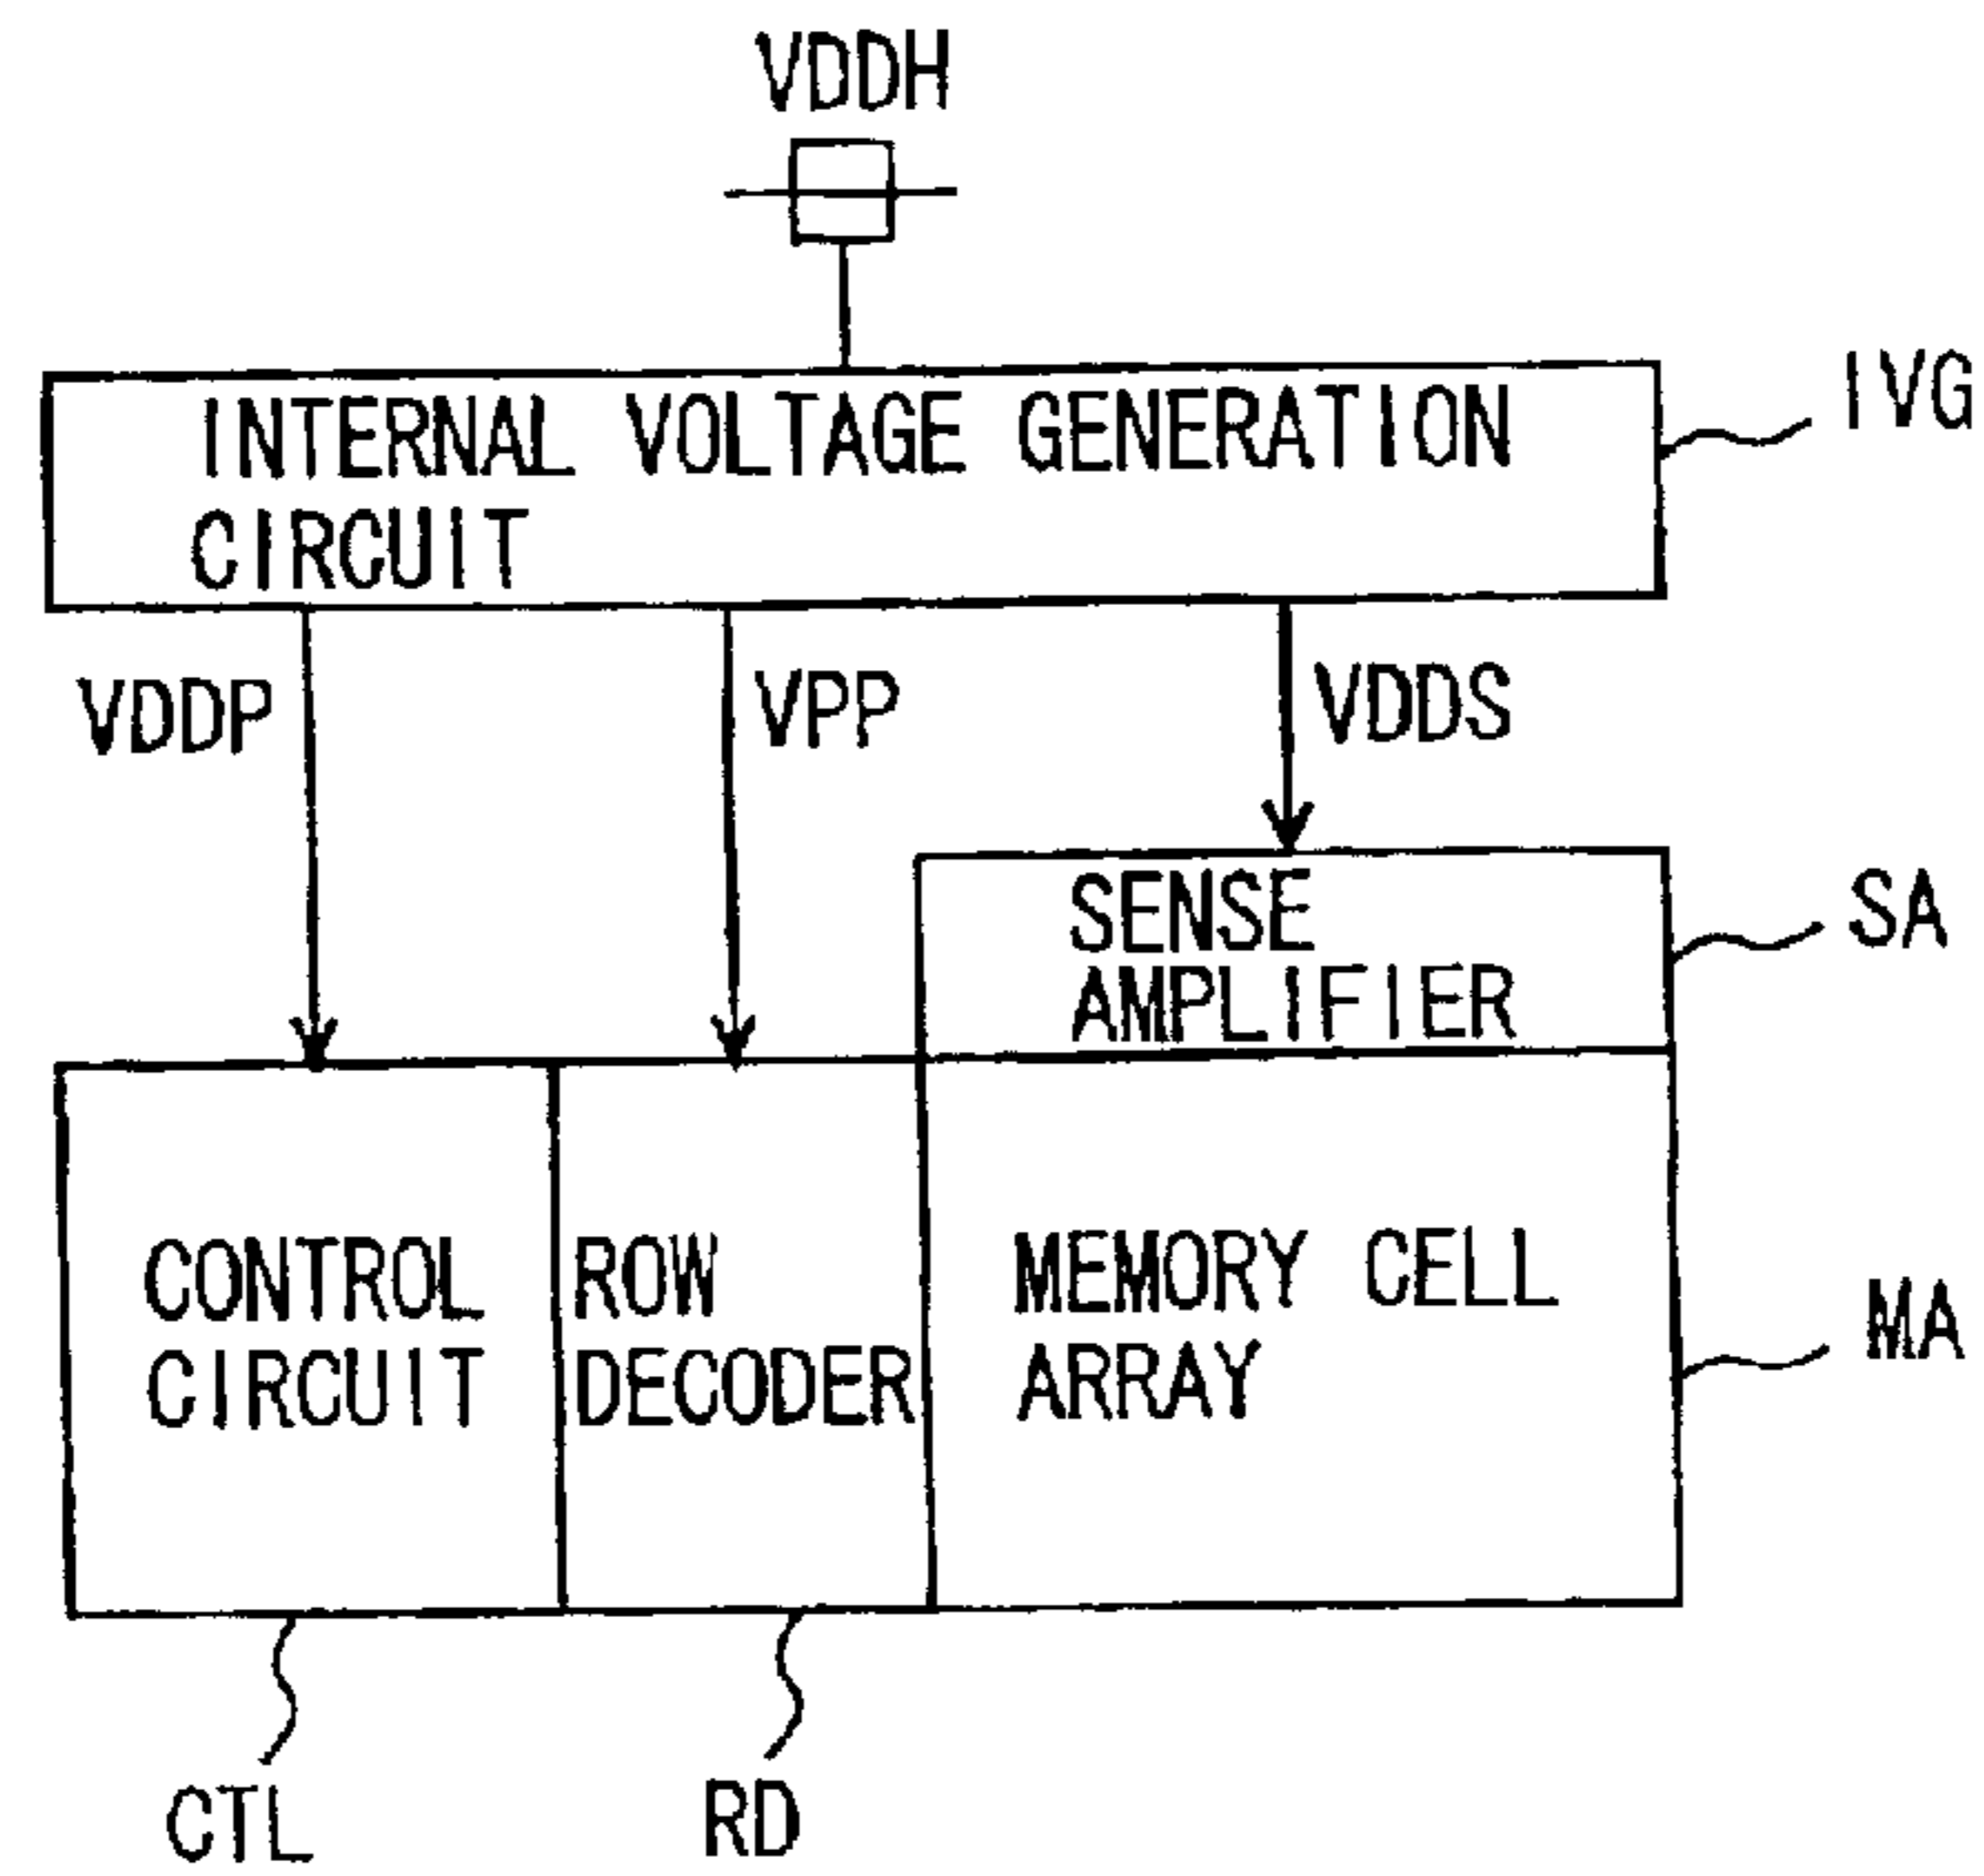 VDDH
INTERNAL VOLTAGE GENERATION
CIRCUIT
IVG
VDDP
VPP
VDDS
SENSE
AMPLIFIER
SA
CONTROL
CIRCUIT
ROW
DECODER
MEMORY CELL
ARRAY
MA
CTL
RD